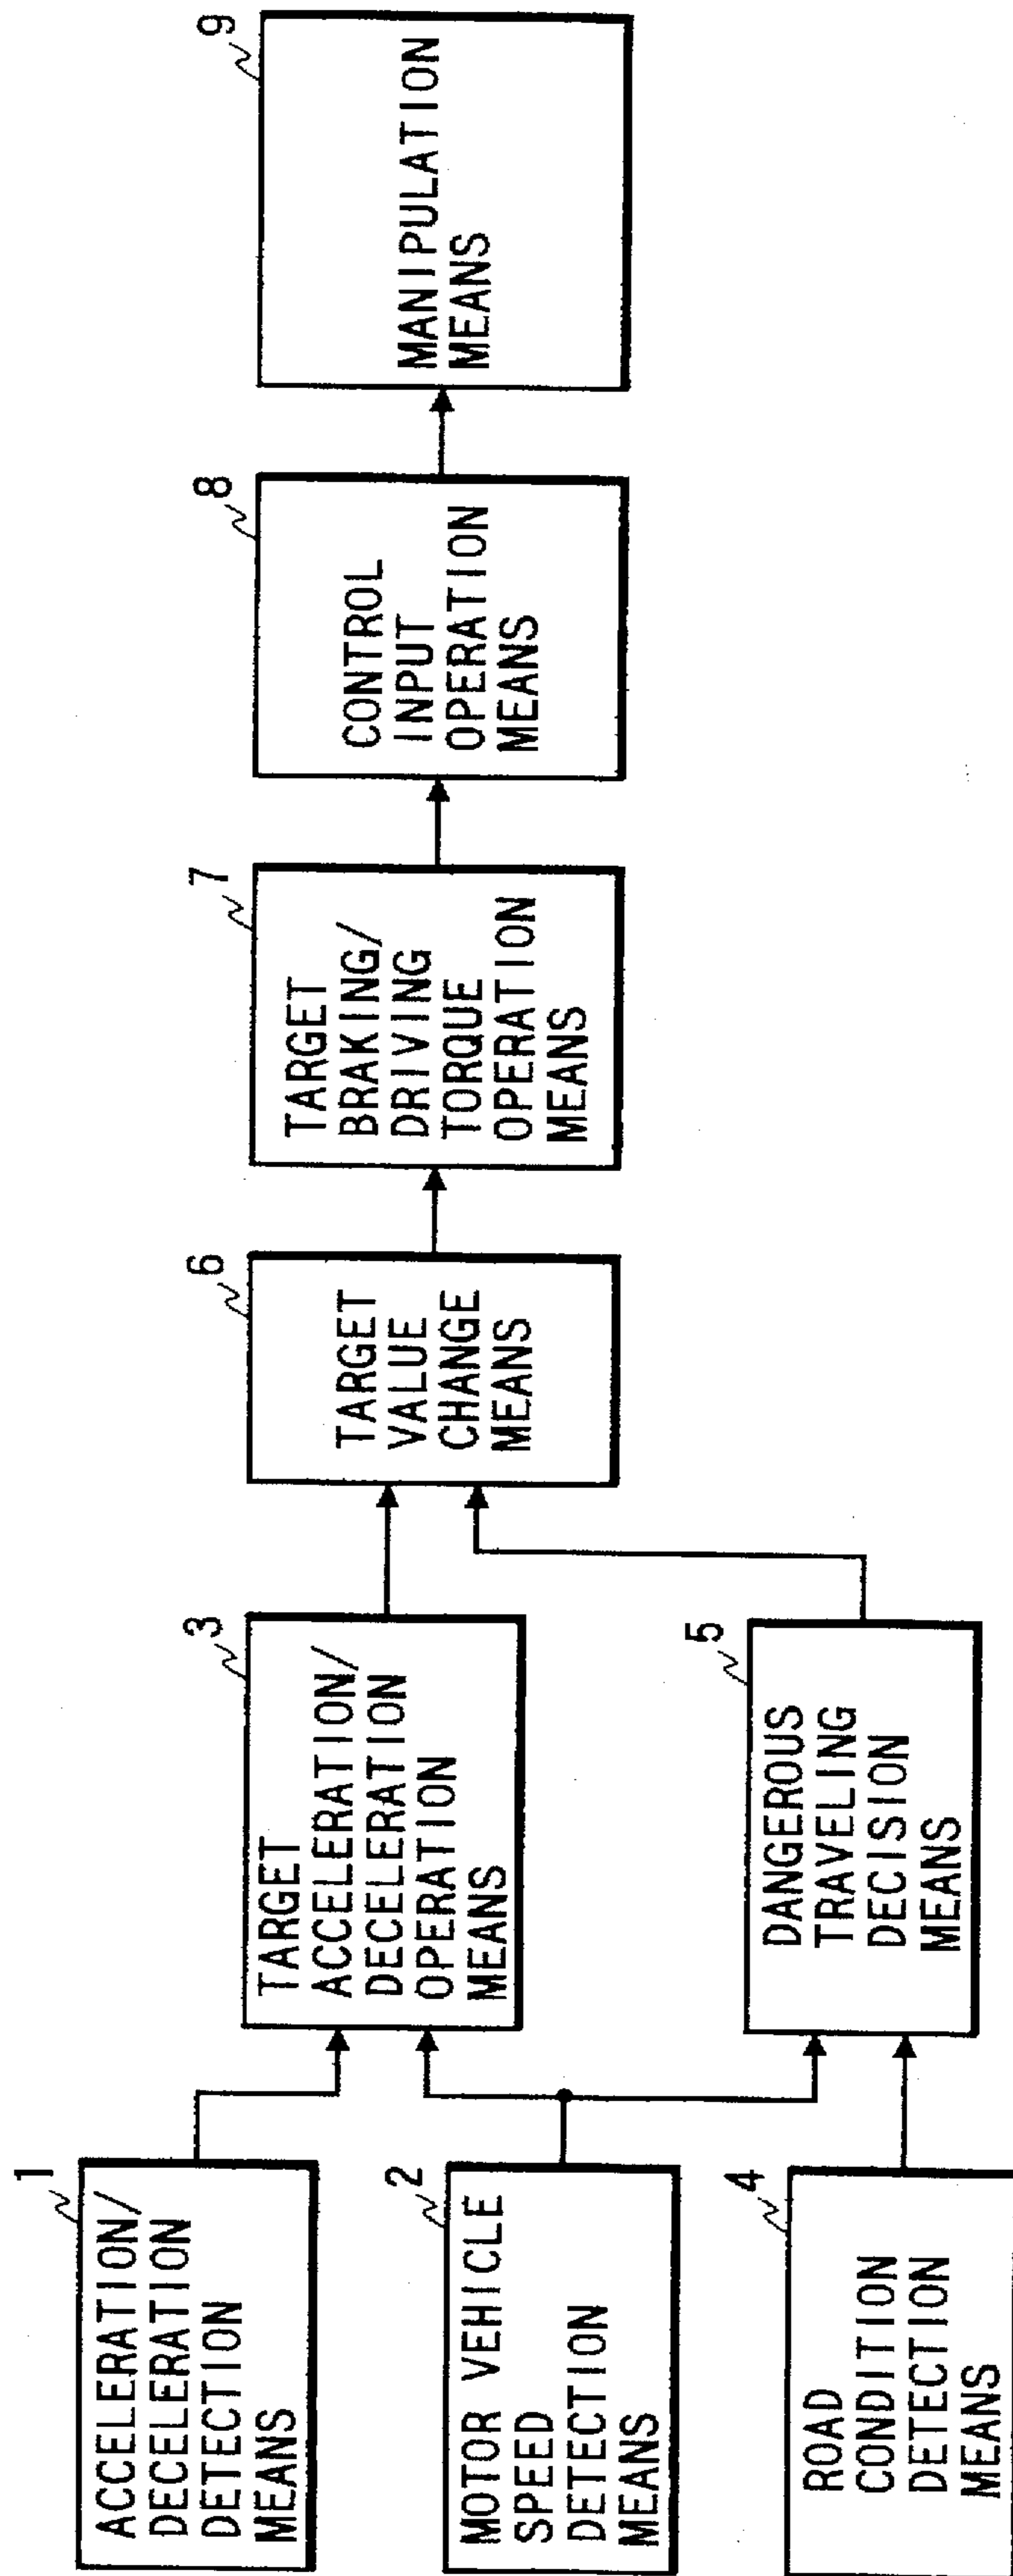 1
ACCELERATION/
DECELERATION
DETECTION
MEANS
2
MOTOR VEHICLE
SPEED
DETECTION
MEANS
4
ROAD
CONDITION
DETECTION
MEANS
3
TARGET
ACCELERATION/
DECELERATION
OPERATION
MEANS
5
DANGEROUS
TRAVELING
DECISION
MEANS
6
TARGET
VALUE
CHANGE
MEANS
7
TARGET
BRAKING/
DRIVING
TORQUE
OPERATION
MEANS
8
CONTROL
INPUT
OPERATION
MEANS
9
MANIPULATION
MEANS